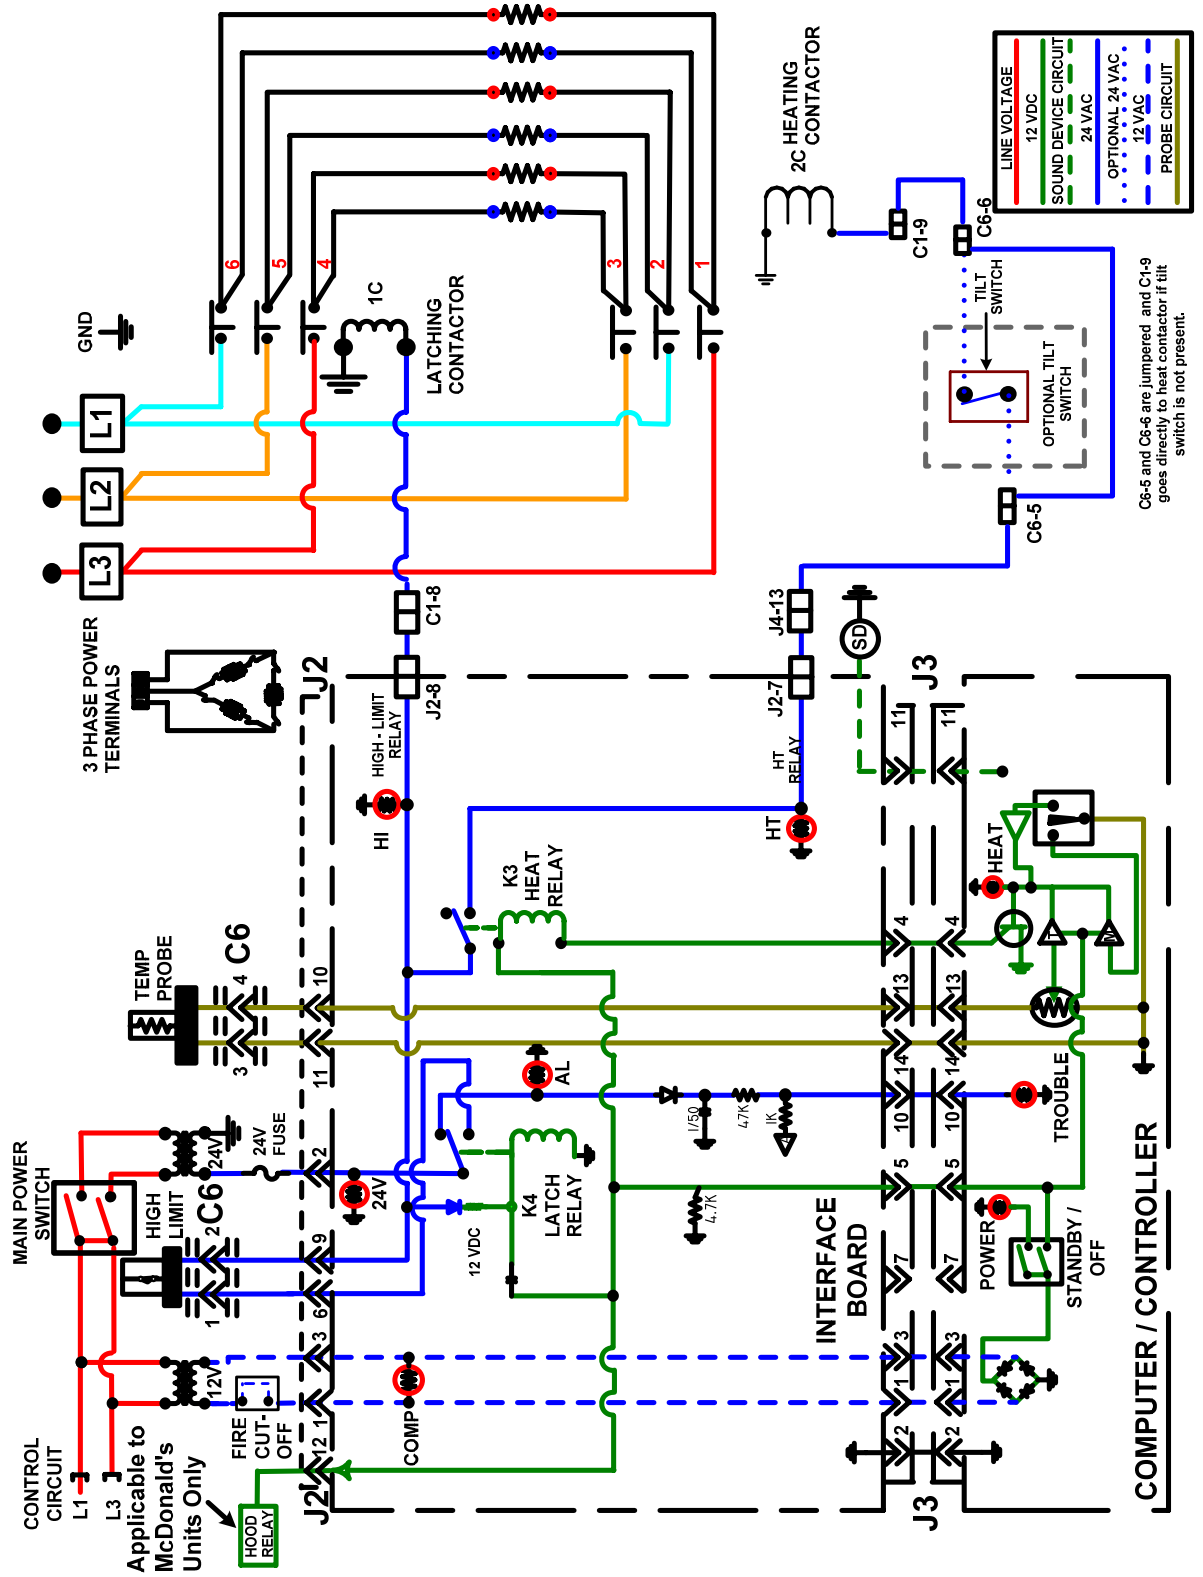 CONTROL
CIRCUIT
L1
L3
Applicable to
McDonald's
Units Only
HOOD
RELAY
MAIN POWER
SWITCH
HIGH
LIMIT
C6
1
2
12V
24V
24V
FUSE
FIRE
CUT-
OFF
TEMP
PROBE
C6
3
4
3 PHASE POWER
TERMINALS
L3
L2
L1
GND
6
5
4
1C
LATCHING
CONTACTOR
3
2
1
J2
12
1
3
6
9
2
11
10
J2
HIGH - LIMIT
RELAY
HI
J2-8
C1-8
COMP
24V
12 VDC
K4
LATCH
RELAY
AL
K3
HEAT
RELAY
HT
RELAY
HT
J2-7
J4-13
SD
1/50
47K
1K
4.7K
INTERFACE
BOARD
2
1
3
7
5
10
14
13
4
11
J3
2
1
3
7
5
10
14
13
4
11
J3
POWER
STANDBY /
OFF
TROUBLE
HEAT
T
M
COMPUTER / CONTROLLER
2C HEATING
CONTACTOR
C1-9
C6-6
C6-5
TILT
SWITCH
OPTIONAL TILT
SWITCH
C6-5 and C6-6 are jumpered and C1-9
goes directly to heat contactor if tilt
switch is not present.
LINE VOLTAGE
12 VDC
SOUND DEVICE CIRCUIT
24 VAC
OPTIONAL 24 VAC
12 VAC
PROBE CIRCUIT